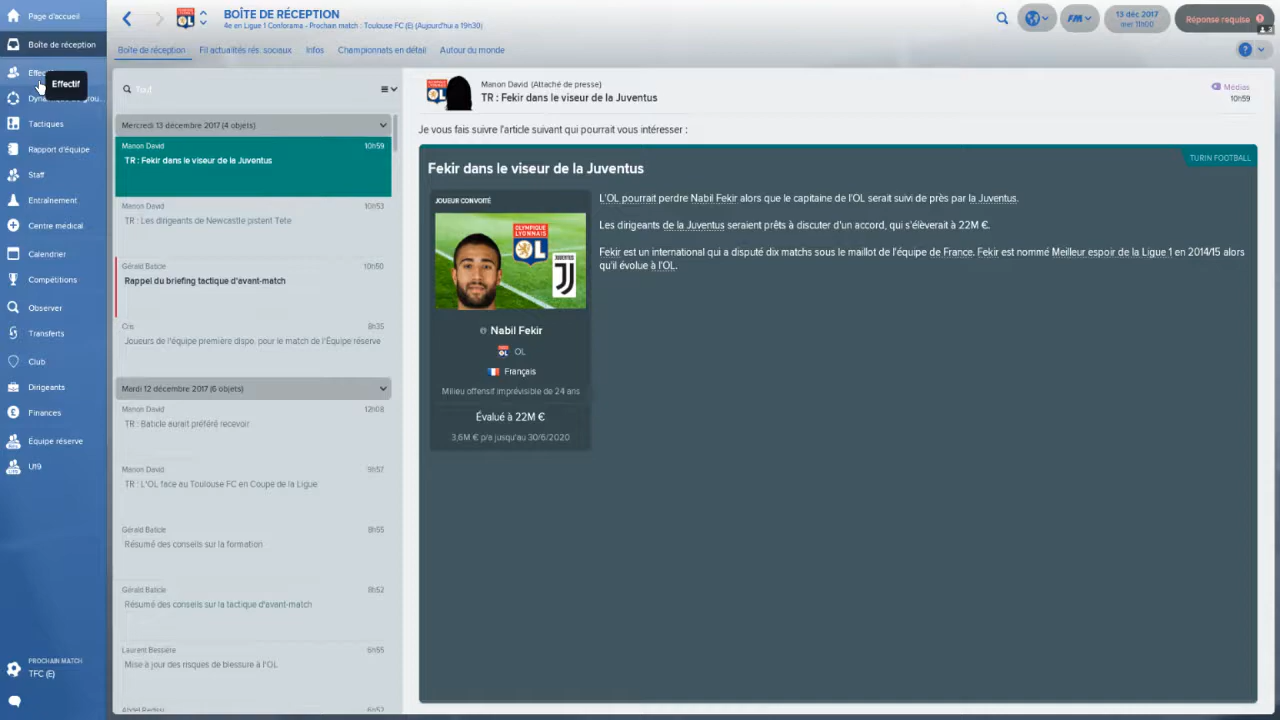 Page d'accueil
Boîte de réception
Effectif
Dynamique de grou...
Tactiques
Rapport d'équipe
Staff
Entraînement
Centre médical
Calendrier
Compétitions
Observer
Transferts
Club
Dirigeants
Finances
Équipe réserve
U19
PROCHAIN MATCH
TFC (E)
BOÎTE DE RÉCEPTION
4e en Ligue 1 Conforama - Prochain match : Toulouse FC (E) (Aujourd'hui à 19h30)
FM
13 déc 2017
mer 11h00
Réponse requise
Boîte de réception
Fil actualités rés. sociaux
Infos
Championnats en détail
Autour du monde
Tout
Mercredi 13 décembre 2017 (4 objets)
Manon David 10h59
TR : Fekir dans le viseur de la Juventus
Manon David 10h53
TR : Les dirigeants de Newcastle pistent Tete
Gérald Baticle 10h50
Rappel du briefing tactique d'avant-match
Cris 8h35
Joueurs de l'équipe première dispo. pour le match de l'Équipe réserve
Mardi 12 décembre 2017 (6 objets)
Manon David 12h08
TR : Baticle aurait préféré recevoir
Manon David 9h57
TR : L'OL face au Toulouse FC en Coupe de la Ligue
Gérald Baticle 8h55
Résumé des conseils sur la formation
Gérald Baticle 8h52
Résumé des conseils sur la tactique d'avant-match
Laurent Bessière 6h55
Mise à jour des risques de blessure à l'OL
6h52
Manon David (Attaché de presse)
TR : Fekir dans le viseur de la Juventus
Médias
10h59
Je vous fais suivre l'article suivant qui pourrait vous intéresser :
TURIN FOOTBALL
Fekir dans le viseur de la Juventus
JOUEUR CONVOITÉ
OLYMPIQUE
LYONNAIS
OL
Nabil Fekir
OL
Français
Milieu offensif imprévisible de 24 ans
Évalué à 22M €
3,6M € p/a jusqu'au 30/6/2020
L'OL pourrait perdre Nabil Fekir alors que le capitaine de l'OL serait suivi de près par la Juventus.
Les dirigeants de la Juventus seraient prêts à discuter d'un accord, qui s'élèverait à 22M €.
Fekir est un international qui a disputé dix matchs sous le maillot de l'équipe de France. Fekir est nommé Meilleur espoir de la Ligue 1 en 2014/15 alors
qu'il évolue à l'OL.